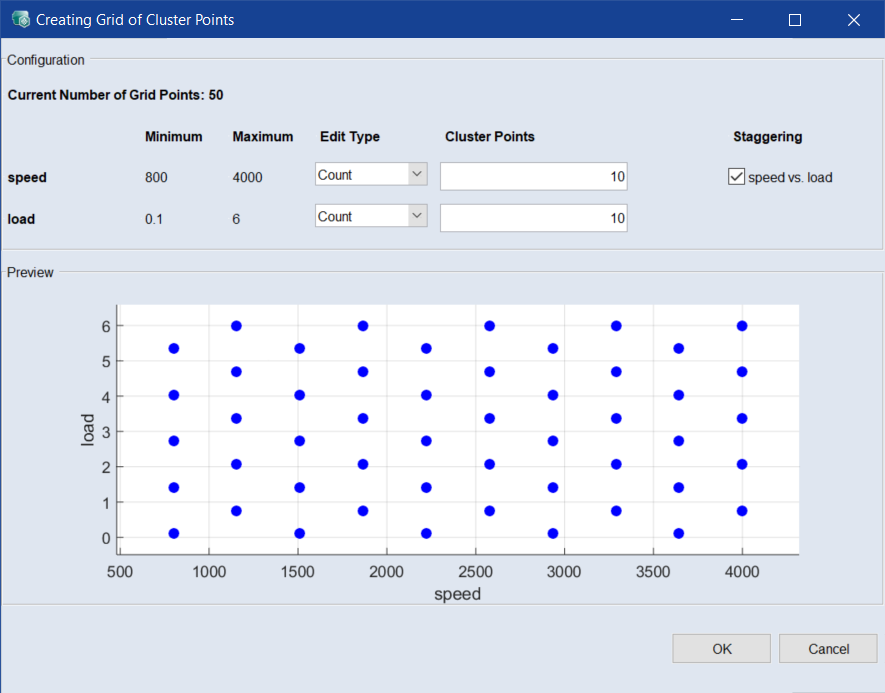 Creating Grid of Cluster Points
Configuration
Current Number of Grid Points: 50
Minimum Maximum Edit Type Cluster Points Staggering
speed 800 4000 Count 10 speed vs. load
load 0.1 6 Count 10
Preview
6
5
4
3
2
1
0
load
500 1000 1500 2000 2500 3000 3500 4000
speed
OK Cancel